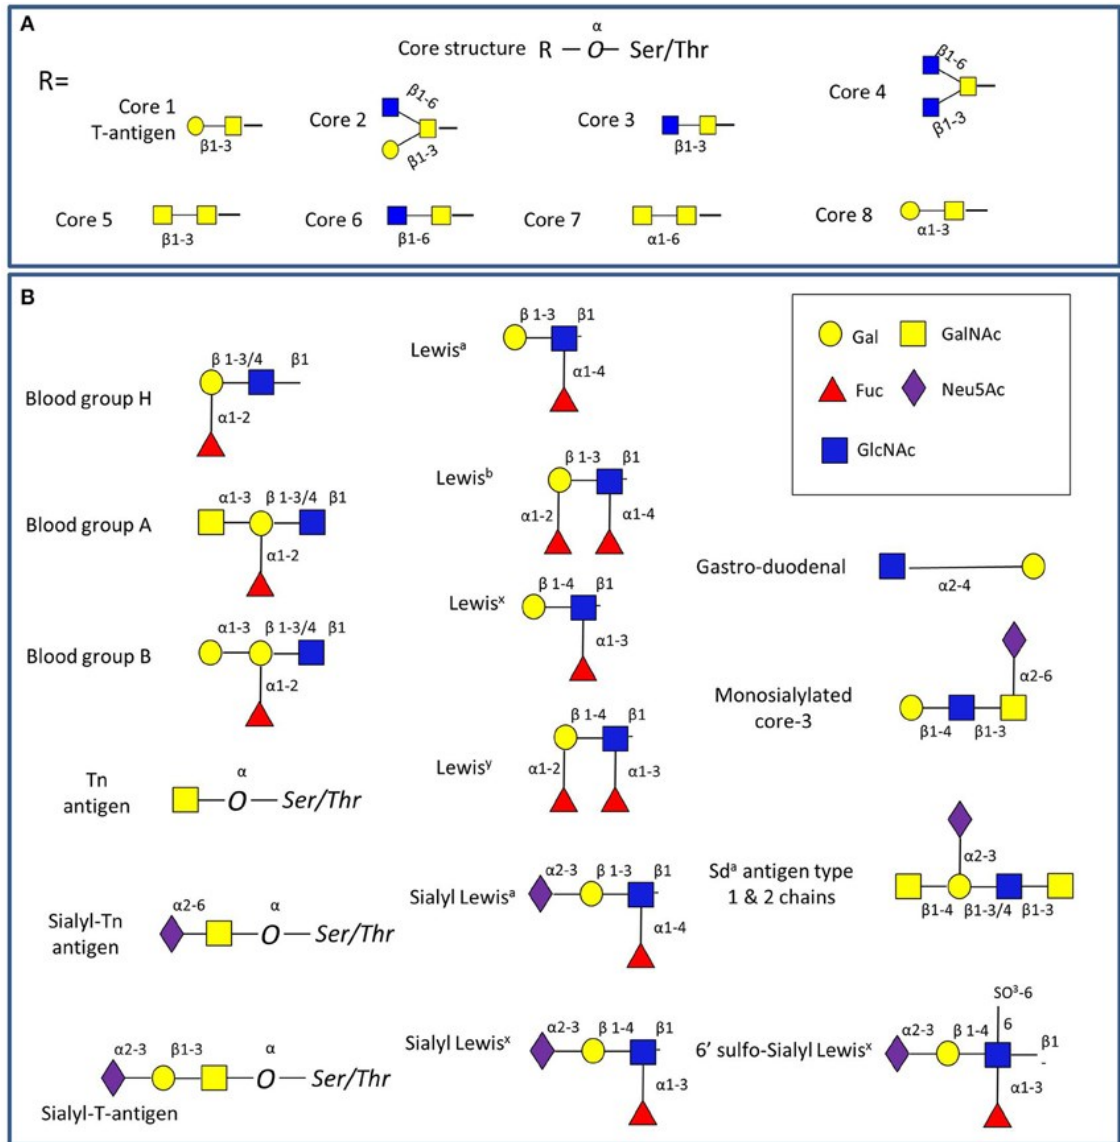 A
Core structure R – O – Ser/Thr
α
R=
Core 1
T-antigen
β1-3
Core 2
β1-6
β1-3
Core 3
β1-3
Core 4
β1-6
β1-3
Core 5
β1-3
Core 6
β1-6
Core 7
α1-6
Core 8
α1-3
B
Blood group H
β 1-3/4
β1
α1-2
Blood group A
α1-3
β 1-3/4
β1
α1-2
Blood group B
α1-3
β 1-3/4
β1
α1-2
Tn
antigen
α
O – Ser/Thr
Sialyl-Tn
antigen
α2-6
α
O – Ser/Thr
α2-3
β1-3
α
O – Ser/Thr
Sialyl-T-antigen
Lewisᵃ
β 1-3
β1
α1-4
Lewisᵇ
β 1-3
β1
α1-2
α1-4
Lewisˣ
β 1-4
β1
α1-3
Lewisʸ
β 1-4
β1
α1-2
α1-3
Sialyl Lewisᵃ
α2-3
β 1-3
β1
α1-4
Sialyl Lewisˣ
α2-3
β 1-4
β1
α1-3
Gal
GalNAc
Fuc
Neu5Ac
GlcNAc
Gastro-duodenal
α2-4
Monosialylated
core-3
α2-6
β1-4
β1-3
Sdᵃ antigen type
1 & 2 chains
α2-3
β1-4
β1-3/4
β1-3
6' sulfo-Sialyl Lewisˣ
SO³-6
α2-3
β 1-4
6
β1
α1-3